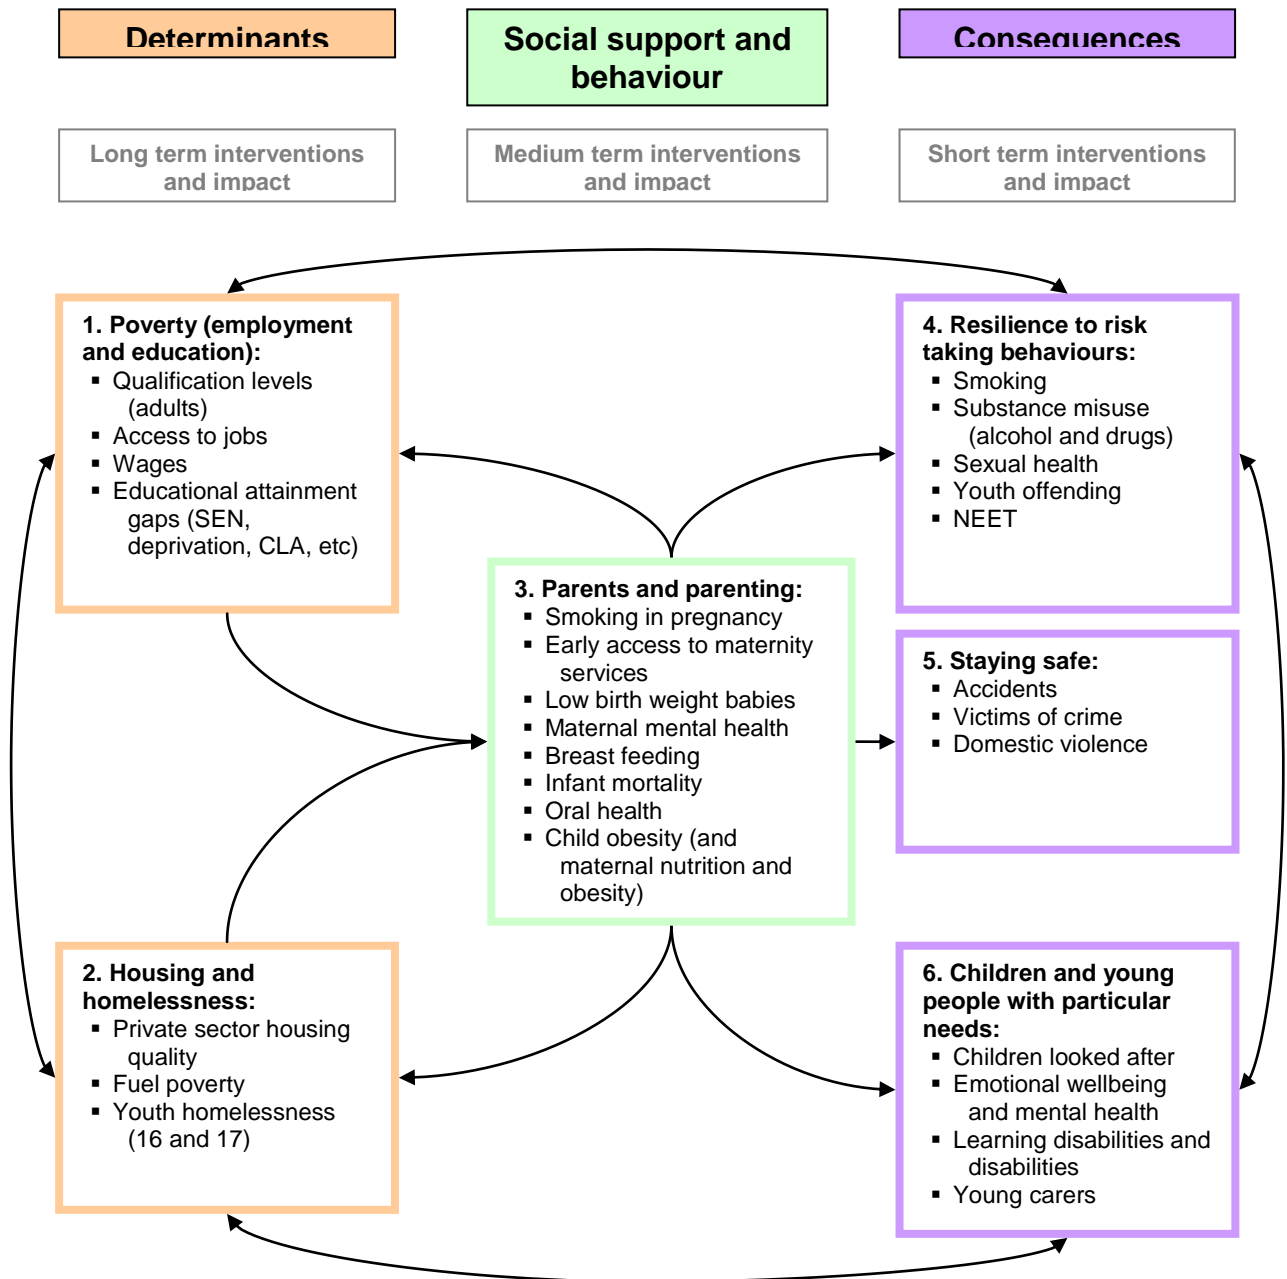 Determinants
Social support and
behaviour
Consequences
Long term interventions
and impact
Medium term interventions
and impact
Short term interventions
and impact
1. Poverty (employment
and education):
▪ Qualification levels
(adults)
▪ Access to jobs
▪ Wages
▪ Educational attainment
gaps (SEN,
deprivation, CLA, etc)
2. Housing and
homelessness:
▪ Private sector housing
quality
▪ Fuel poverty
▪ Youth homelessness
(16 and 17)
3. Parents and parenting:
▪ Smoking in pregnancy
▪ Early access to maternity
services
▪ Low birth weight babies
▪ Maternal mental health
▪ Breast feeding
▪ Infant mortality
▪ Oral health
▪ Child obesity (and
maternal nutrition and
obesity)
4. Resilience to risk
taking behaviours:
▪ Smoking
▪ Substance misuse
(alcohol and drugs)
▪ Sexual health
▪ Youth offending
▪ NEET
5. Staying safe:
▪ Accidents
▪ Victims of crime
▪ Domestic violence
6. Children and young
people with particular
needs:
▪ Children looked after
▪ Emotional wellbeing
and mental health
▪ Learning disabilities and
disabilities
▪ Young carers